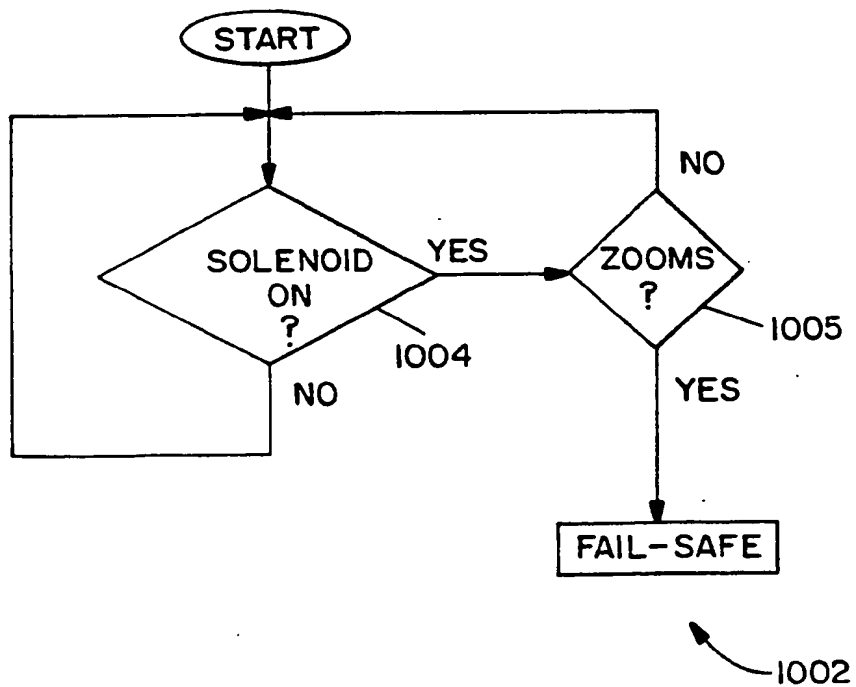 START
NO
SOLENOID
ON
?
YES
ZOOMS
?
1004
1005
NO
YES
FAIL-SAFE
1002